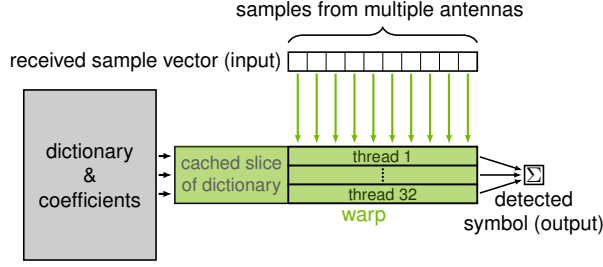 samples from multiple antennas
received sample vector (input)
dictionary
&
coefficients
cached slice
of dictionary
thread 1
thread 32
warp
Σ
detected
symbol (output)